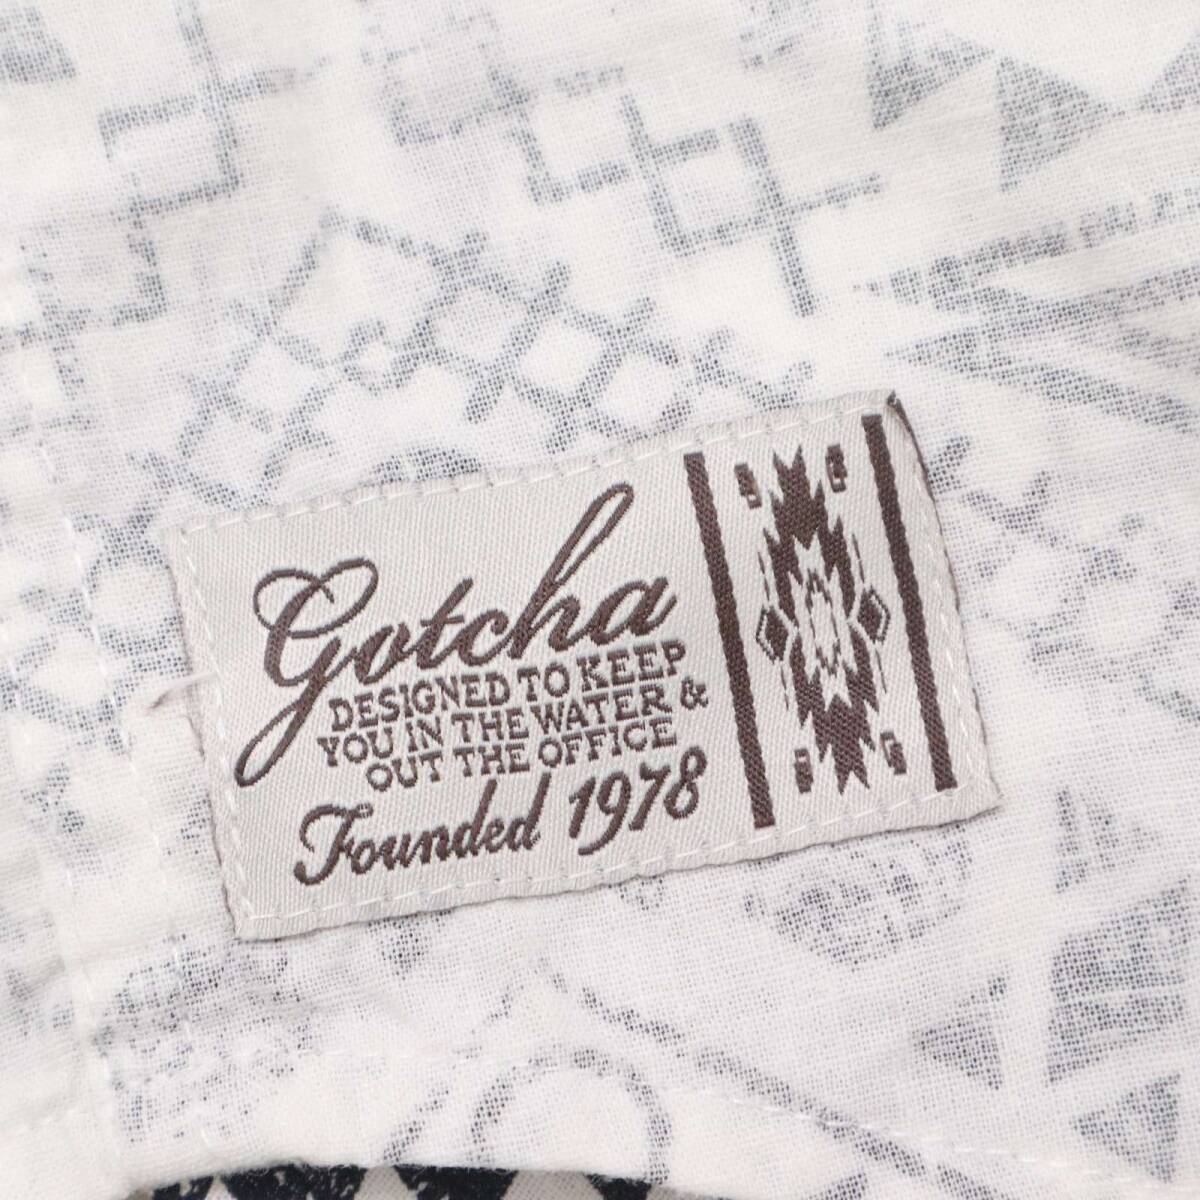 Gotcha
DESIGNED TO KEEP
YOU IN THE WATER &
OUT THE OFFICE
Founded 1978